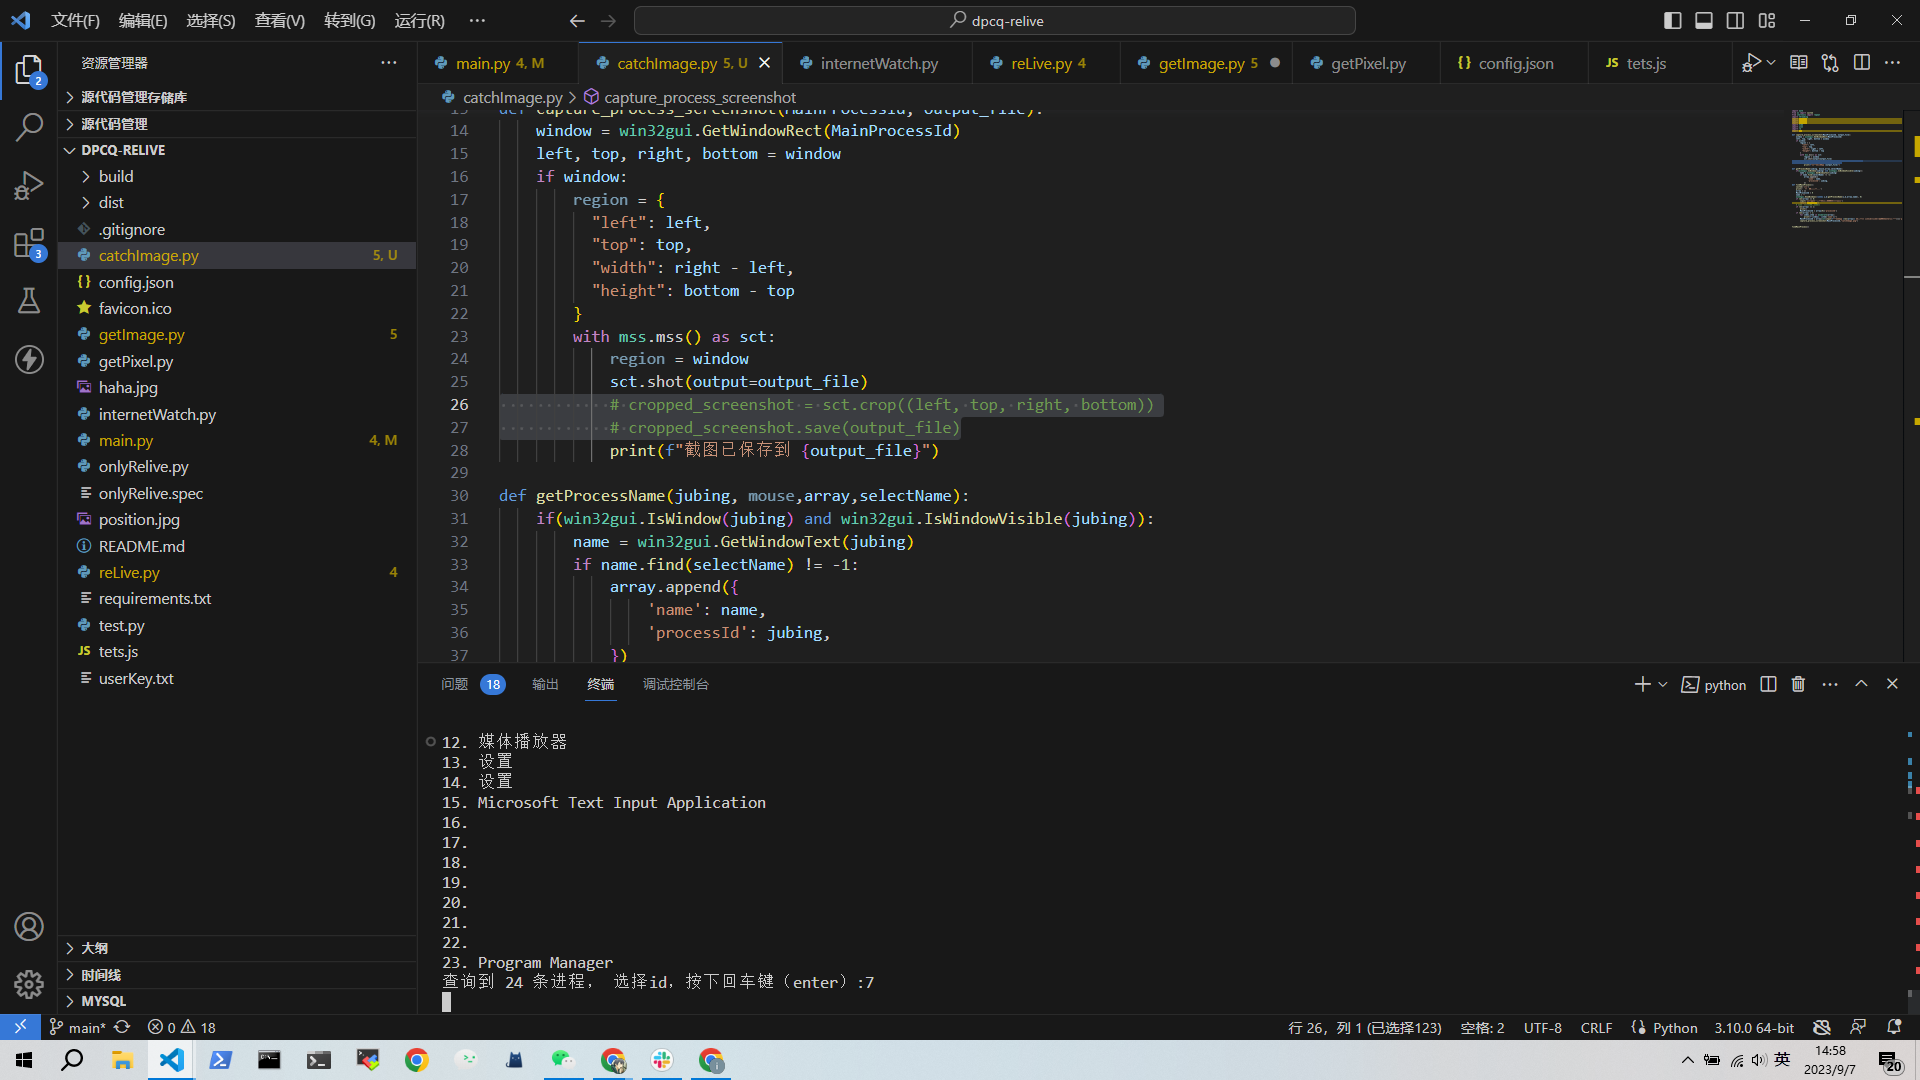 文件(F) 编辑(E) 选择(S) 查看(V) 转到(G) 运行(R) ··· dpcq-relive
资源管理器 ···
main.py 4, M
catchImage.py 5, U
internetWatch.py
reLive.py 4
getImage.py 5
getPixel.py
config.json
JS tets.js
catchImage.py > capture_process_screenshot
源代码管理存储库
源代码管理
DPCQ-RELIVE
build
dist
.gitignore
catchImage.py 5, U
config.json
favicon.ico
getImage.py 5
getPixel.py
haha.jpg
internetWatch.py
main.py 4, M
onlyRelive.py
onlyRelive.spec
position.jpg
README.md
reLive.py 4
requirements.txt
test.py
JS tets.js
userKey.txt
大纲
时间线
MYSQL
2
3
13 def capture_process_screenshot(MainProcessId, output_file):
14 window = win32gui.GetWindowRect(MainProcessId)
15 left, top, right, bottom = window
16 if window:
17 region = {
18 "left": left,
19 "top": top,
20 "width": right - left,
21 "height": bottom - top
22 }
23 with mss.mss() as sct:
24 region = window
25 sct.shot(output=output_file)
26 # cropped_screenshot = sct.crop((left, top, right, bottom))
27 # cropped_screenshot.save(output_file)
28 print(f"截图已保存到 {output_file}")
29
30 def getProcessName(jubing, mouse,array,selectName):
31 if(win32gui.IsWindow(jubing) and win32gui.IsWindowVisible(jubing)):
32 name = win32gui.GetWindowText(jubing)
33 if name.find(selectName) != -1:
34 array.append({
35 'name': name,
36 'processId': jubing,
37 })
问题 18 输出 终端 调试控制台 python
12. 媒体播放器
13. 设置
14. 设置
15. Microsoft Text Input Application
16.
17.
18.
19.
20.
21.
22.
23. Program Manager
查询到 24 条进程, 选择id, 按下回车键（enter）:7
main* 0 18 行 26，列 1 (已选择123) 空格: 2 UTF-8 CRLF Python 3.10.0 64-bit
英 14:58
2023/9/7 20